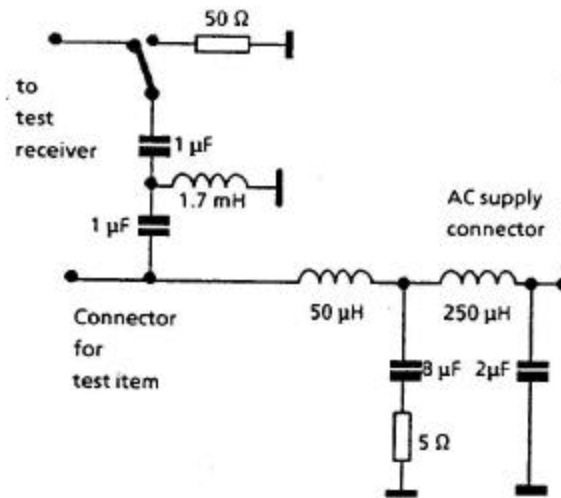 50 Ω
to
test
receiver
1 µF
1.7 mH
1 µF
AC supply
connector
50 µH
250 µH
Connector
for
test item
8 µF
2µF
5 Ω